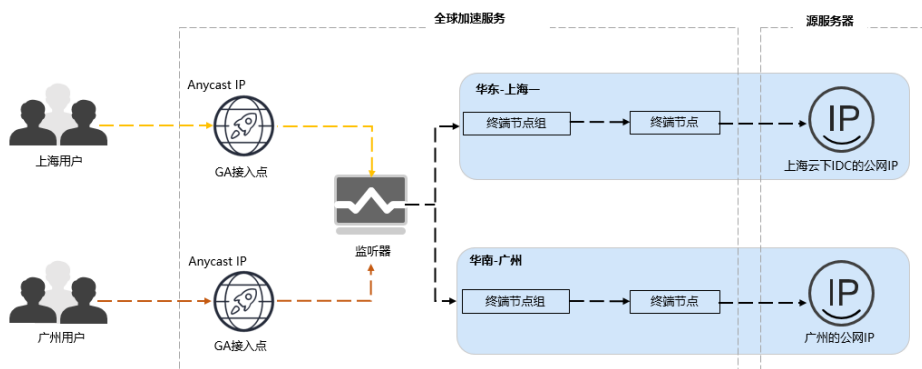 全球加速服务
源服务器
Anycast IP
华东-上海一
终端节点组
终端节点
IP
上海用户
GA接入点
上海云下IDC的公网IP
监听器
Anycast IP
华南-广州
终端节点组
终端节点
IP
广州用户
GA接入点
广州的公网IP